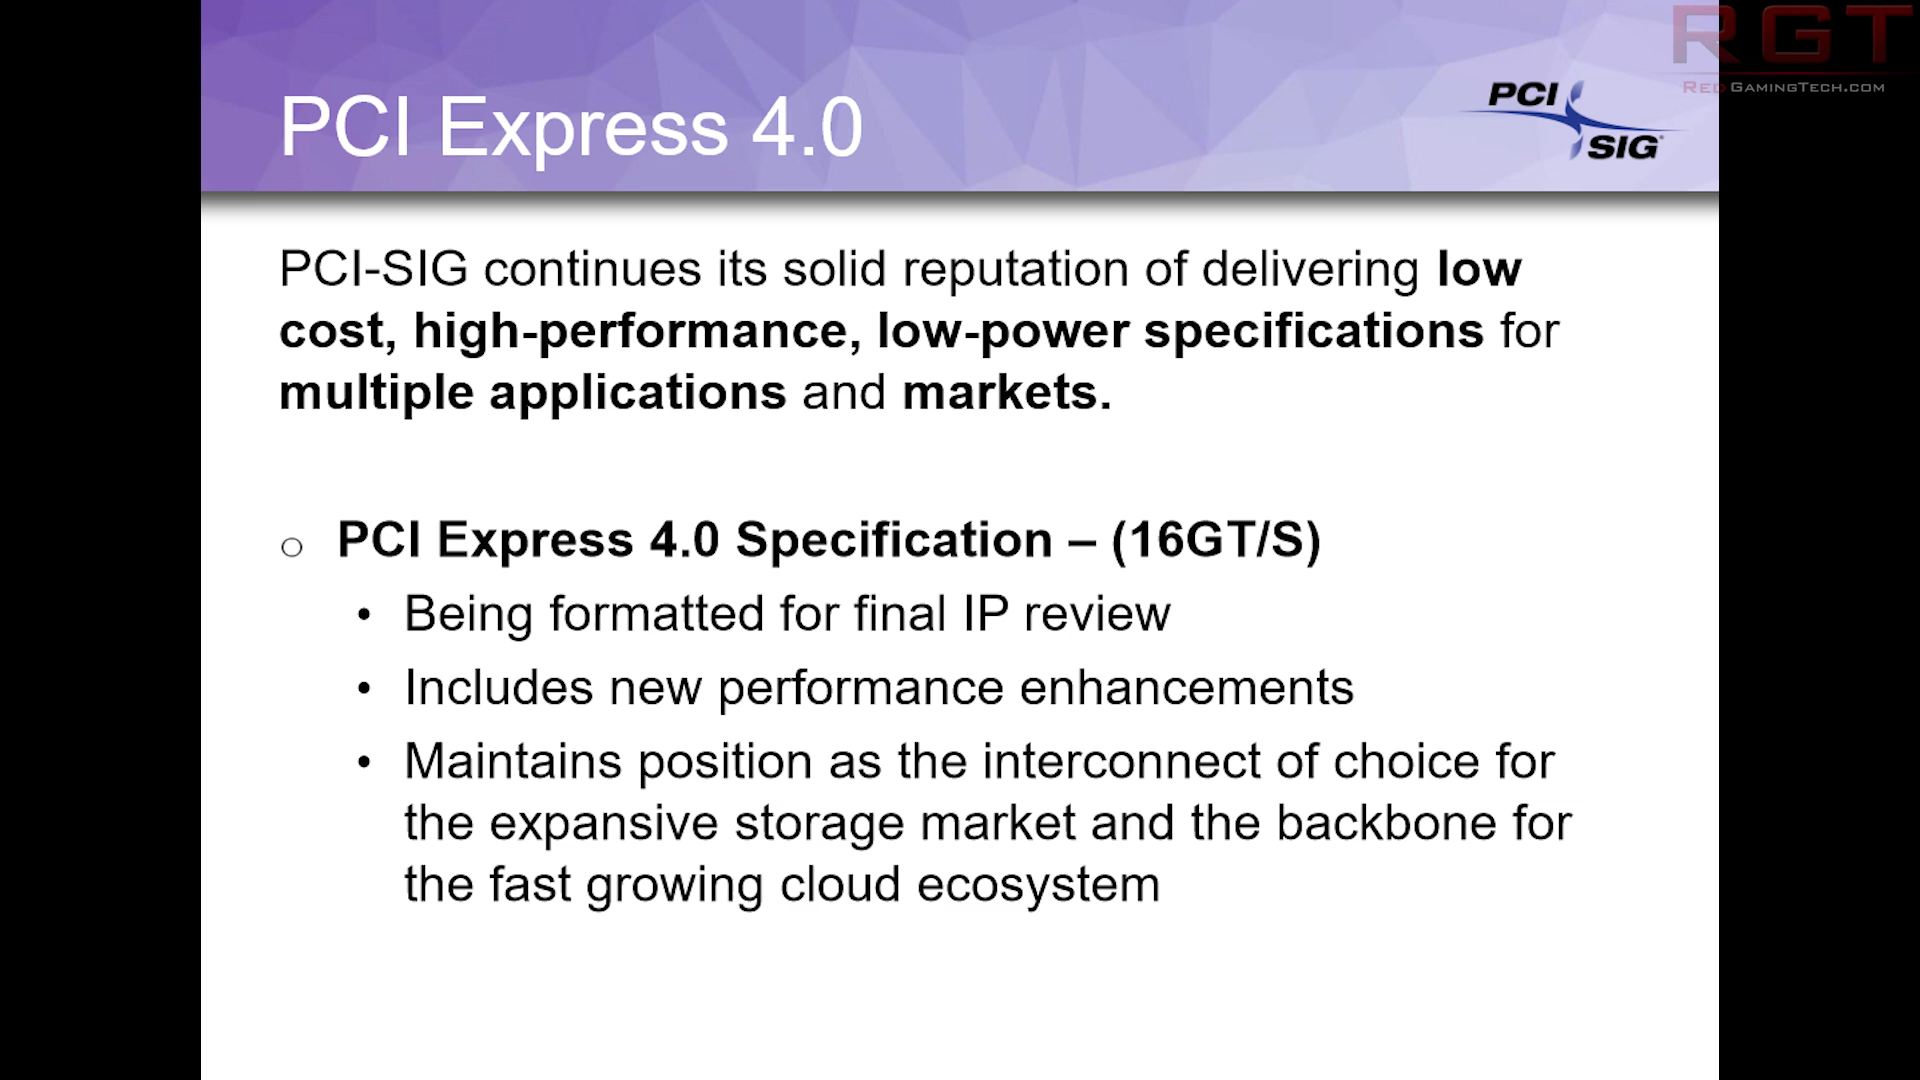 RGT
RedGamingTech.com
PCI
SIG
PCI Express 4.0
PCI-SIG continues its solid reputation of delivering low
cost, high-performance, low-power specifications for
multiple applications and markets.
o PCI Express 4.0 Specification – (16GT/S)
• Being formatted for final IP review
• Includes new performance enhancements
• Maintains position as the interconnect of choice for
the expansive storage market and the backbone for
the fast growing cloud ecosystem